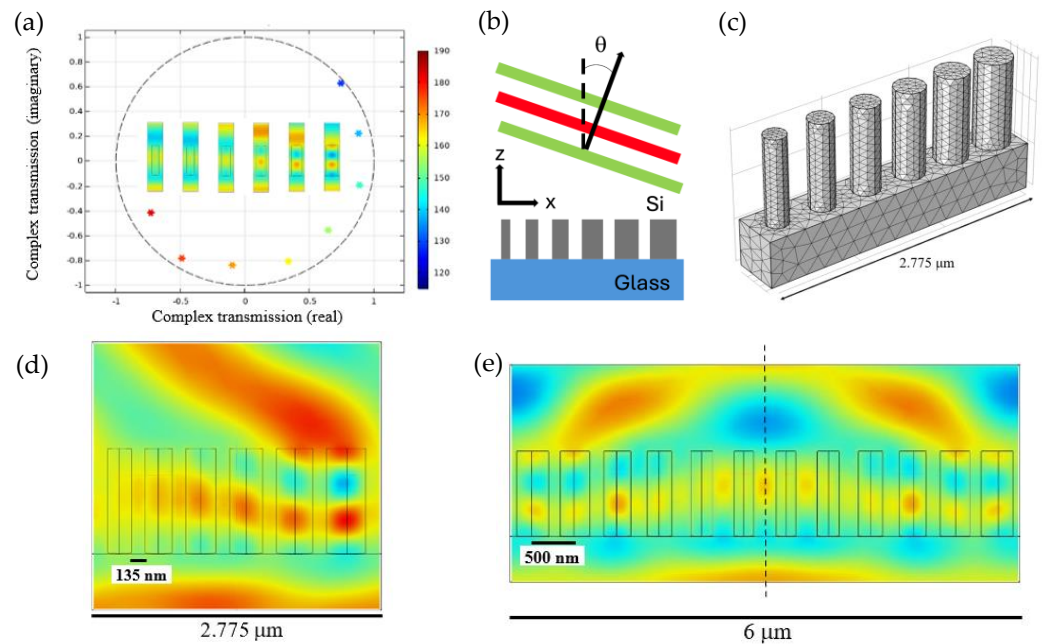 (a)
Complex transmission (imaginary)
1
0.8
0.6
0.4
0.2
0
-0.2
-0.4
-0.6
-0.8
-1
-1
-0.5
0
0.5
1
Complex transmission (real)
190
180
170
160
150
140
130
120
(b)
θ
z
x
Si
Glass
(c)
2.775 μm
(d)
135 nm
2.775 μm
(e)
500 nm
6 μm